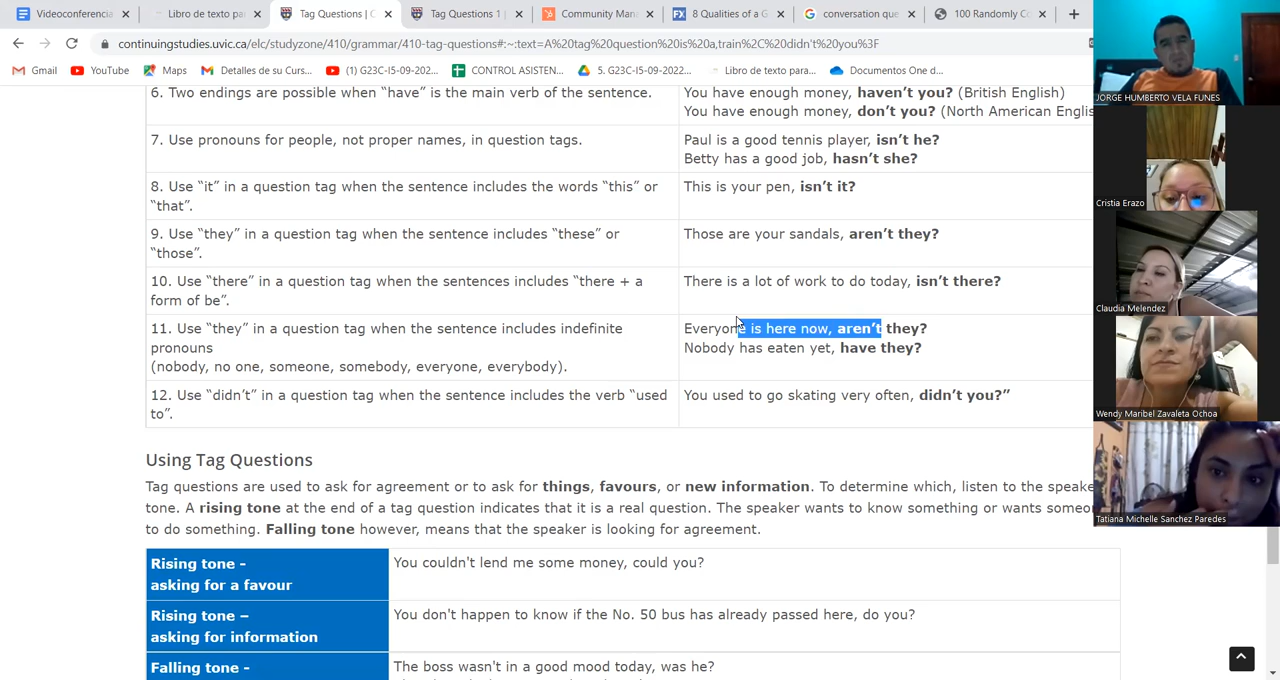 Videoconferencia
Libro de texto par
Tag Questions | C
Tag Questions 1 |
Community Man
8 Qualities of a G
conversation que
100 Randomly C
continuingstudies.uvic.ca/elc/studyzone/410/grammar/410-tag-questions#:~:text=A%20tag%20question%20is%20a,train%2C%20didn't%20you%3F
Gmail
YouTube
Maps
Detalles de su Curs...
(1) G23C-I5-09-202...
CONTROL ASISTEN...
5. G23C-I5-09-2022...
Libro de texto para...
Documentos One d...
6. Two endings are possible when “have” is the main verb of the sentence.
You have enough money, haven’t you? (British English)
You have enough money, don’t you? (North American Englis
7. Use pronouns for people, not proper names, in question tags.
Paul is a good tennis player, isn’t he?
Betty has a good job, hasn’t she?
8. Use “it” in a question tag when the sentence includes the words “this” or
“that”.
This is your pen, isn’t it?
9. Use “they” in a question tag when the sentence includes “these” or
“those”.
Those are your sandals, aren’t they?
10. Use “there” in a question tag when the sentences includes “there + a
form of be”.
There is a lot of work to do today, isn’t there?
11. Use “they” in a question tag when the sentence includes indefinite
pronouns
(nobody, no one, someone, somebody, everyone, everybody).
Everyone is here now, aren’t they?
Nobody has eaten yet, have they?
12. Use “didn’t” in a question tag when the sentence includes the verb “used
to”.
You used to go skating very often, didn’t you?”
Using Tag Questions
Tag questions are used to ask for agreement or to ask for things, favours, or new information. To determine which, listen to the speake
tone. A rising tone at the end of a tag question indicates that it is a real question. The speaker wants to know something or wants someo
to do something. Falling tone however, means that the speaker is looking for agreement.
Rising tone -
asking for a favour
You couldn't lend me some money, could you?
Rising tone –
asking for information
You don't happen to know if the No. 50 bus has already passed here, do you?
Falling tone -
The boss wasn't in a good mood today, was he?
JORGE HUMBERTO VELA FUNES
Cristia Erazo
Claudia Melendez
Wendy Maribel Zavaleta Ochoa
Tatiana Michelle Sanchez Paredes